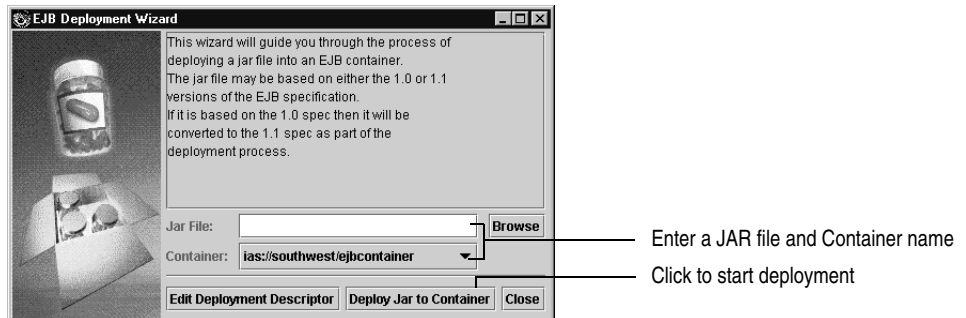 EJB Deployment Wizard
This wizard will guide you through the process of
deploying a jar file into an EJB container.
The jar file may be based on either the 1.0 or 1.1
versions of the EJB specification.
If it is based on the 1.0 spec then it will be
converted to the 1.1 spec as part of the
deployment process.
Jar File:
Browse
Enter a JAR file and Container name
Container: ias://southwest/ejbcontainer
Click to start deployment
Edit Deployment Descriptor Deploy Jar to Container Close